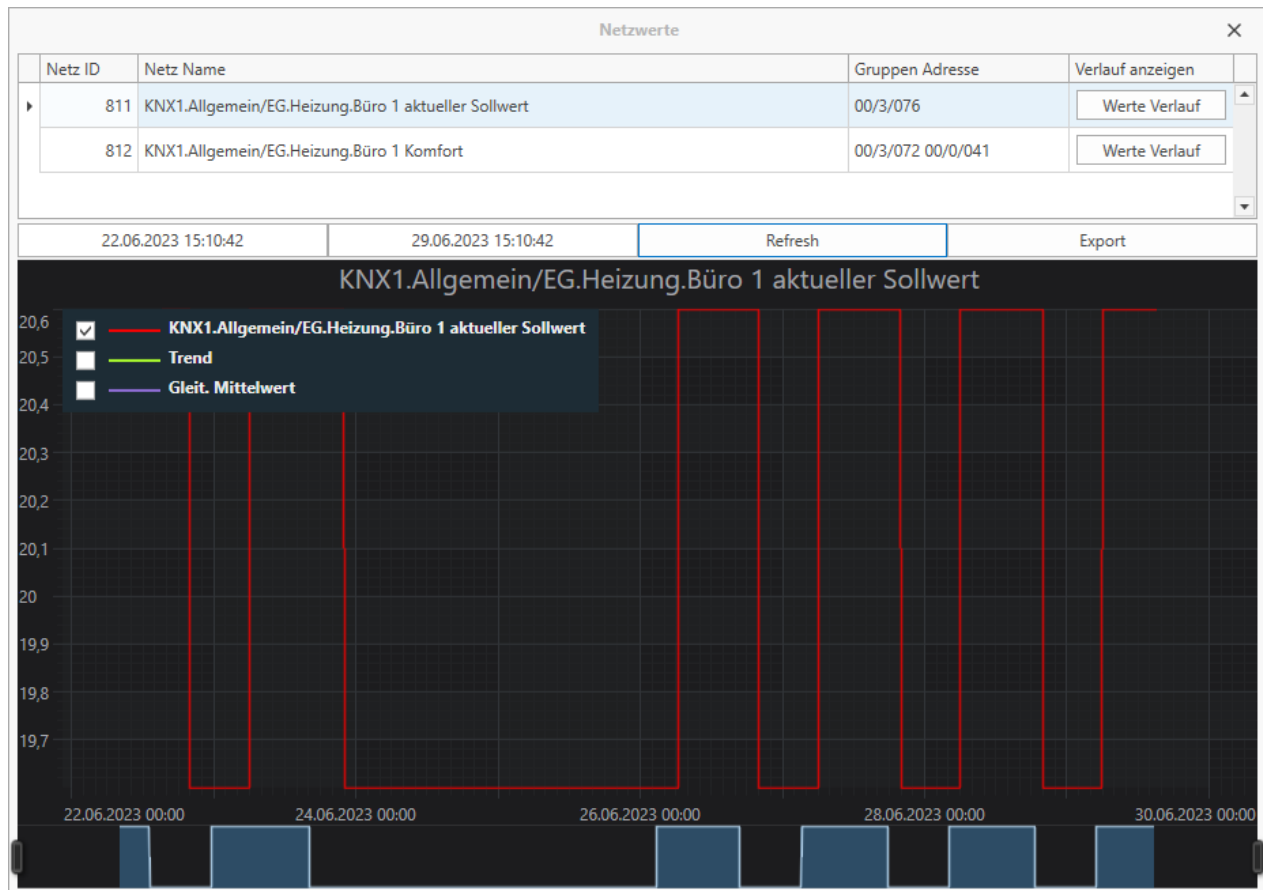 Netzwerte
Netz ID Netz Name Gruppen Adresse Verlauf anzeigen
811 KNX1.Allgemein/EG.Heizung.Büro 1 aktueller Sollwert 00/3/076 Werte Verlauf
812 KNX1.Allgemein/EG.Heizung.Büro 1 Komfort 00/3/072 00/0/041 Werte Verlauf
22.06.2023 15:10:42 29.06.2023 15:10:42 Refresh Export
KNX1.Allgemein/EG.Heizung.Büro 1 aktueller Sollwert
20,6
KNX1.Allgemein/EG.Heizung.Büro 1 aktueller Sollwert
20,5
Trend
Gleit. Mittelwert
20,4
20,3
20,2
20,1
20
19,9
19,8
19,7
22.06.2023 00:00 24.06.2023 00:00 26.06.2023 00:00 28.06.2023 00:00 30.06.2023 00:00